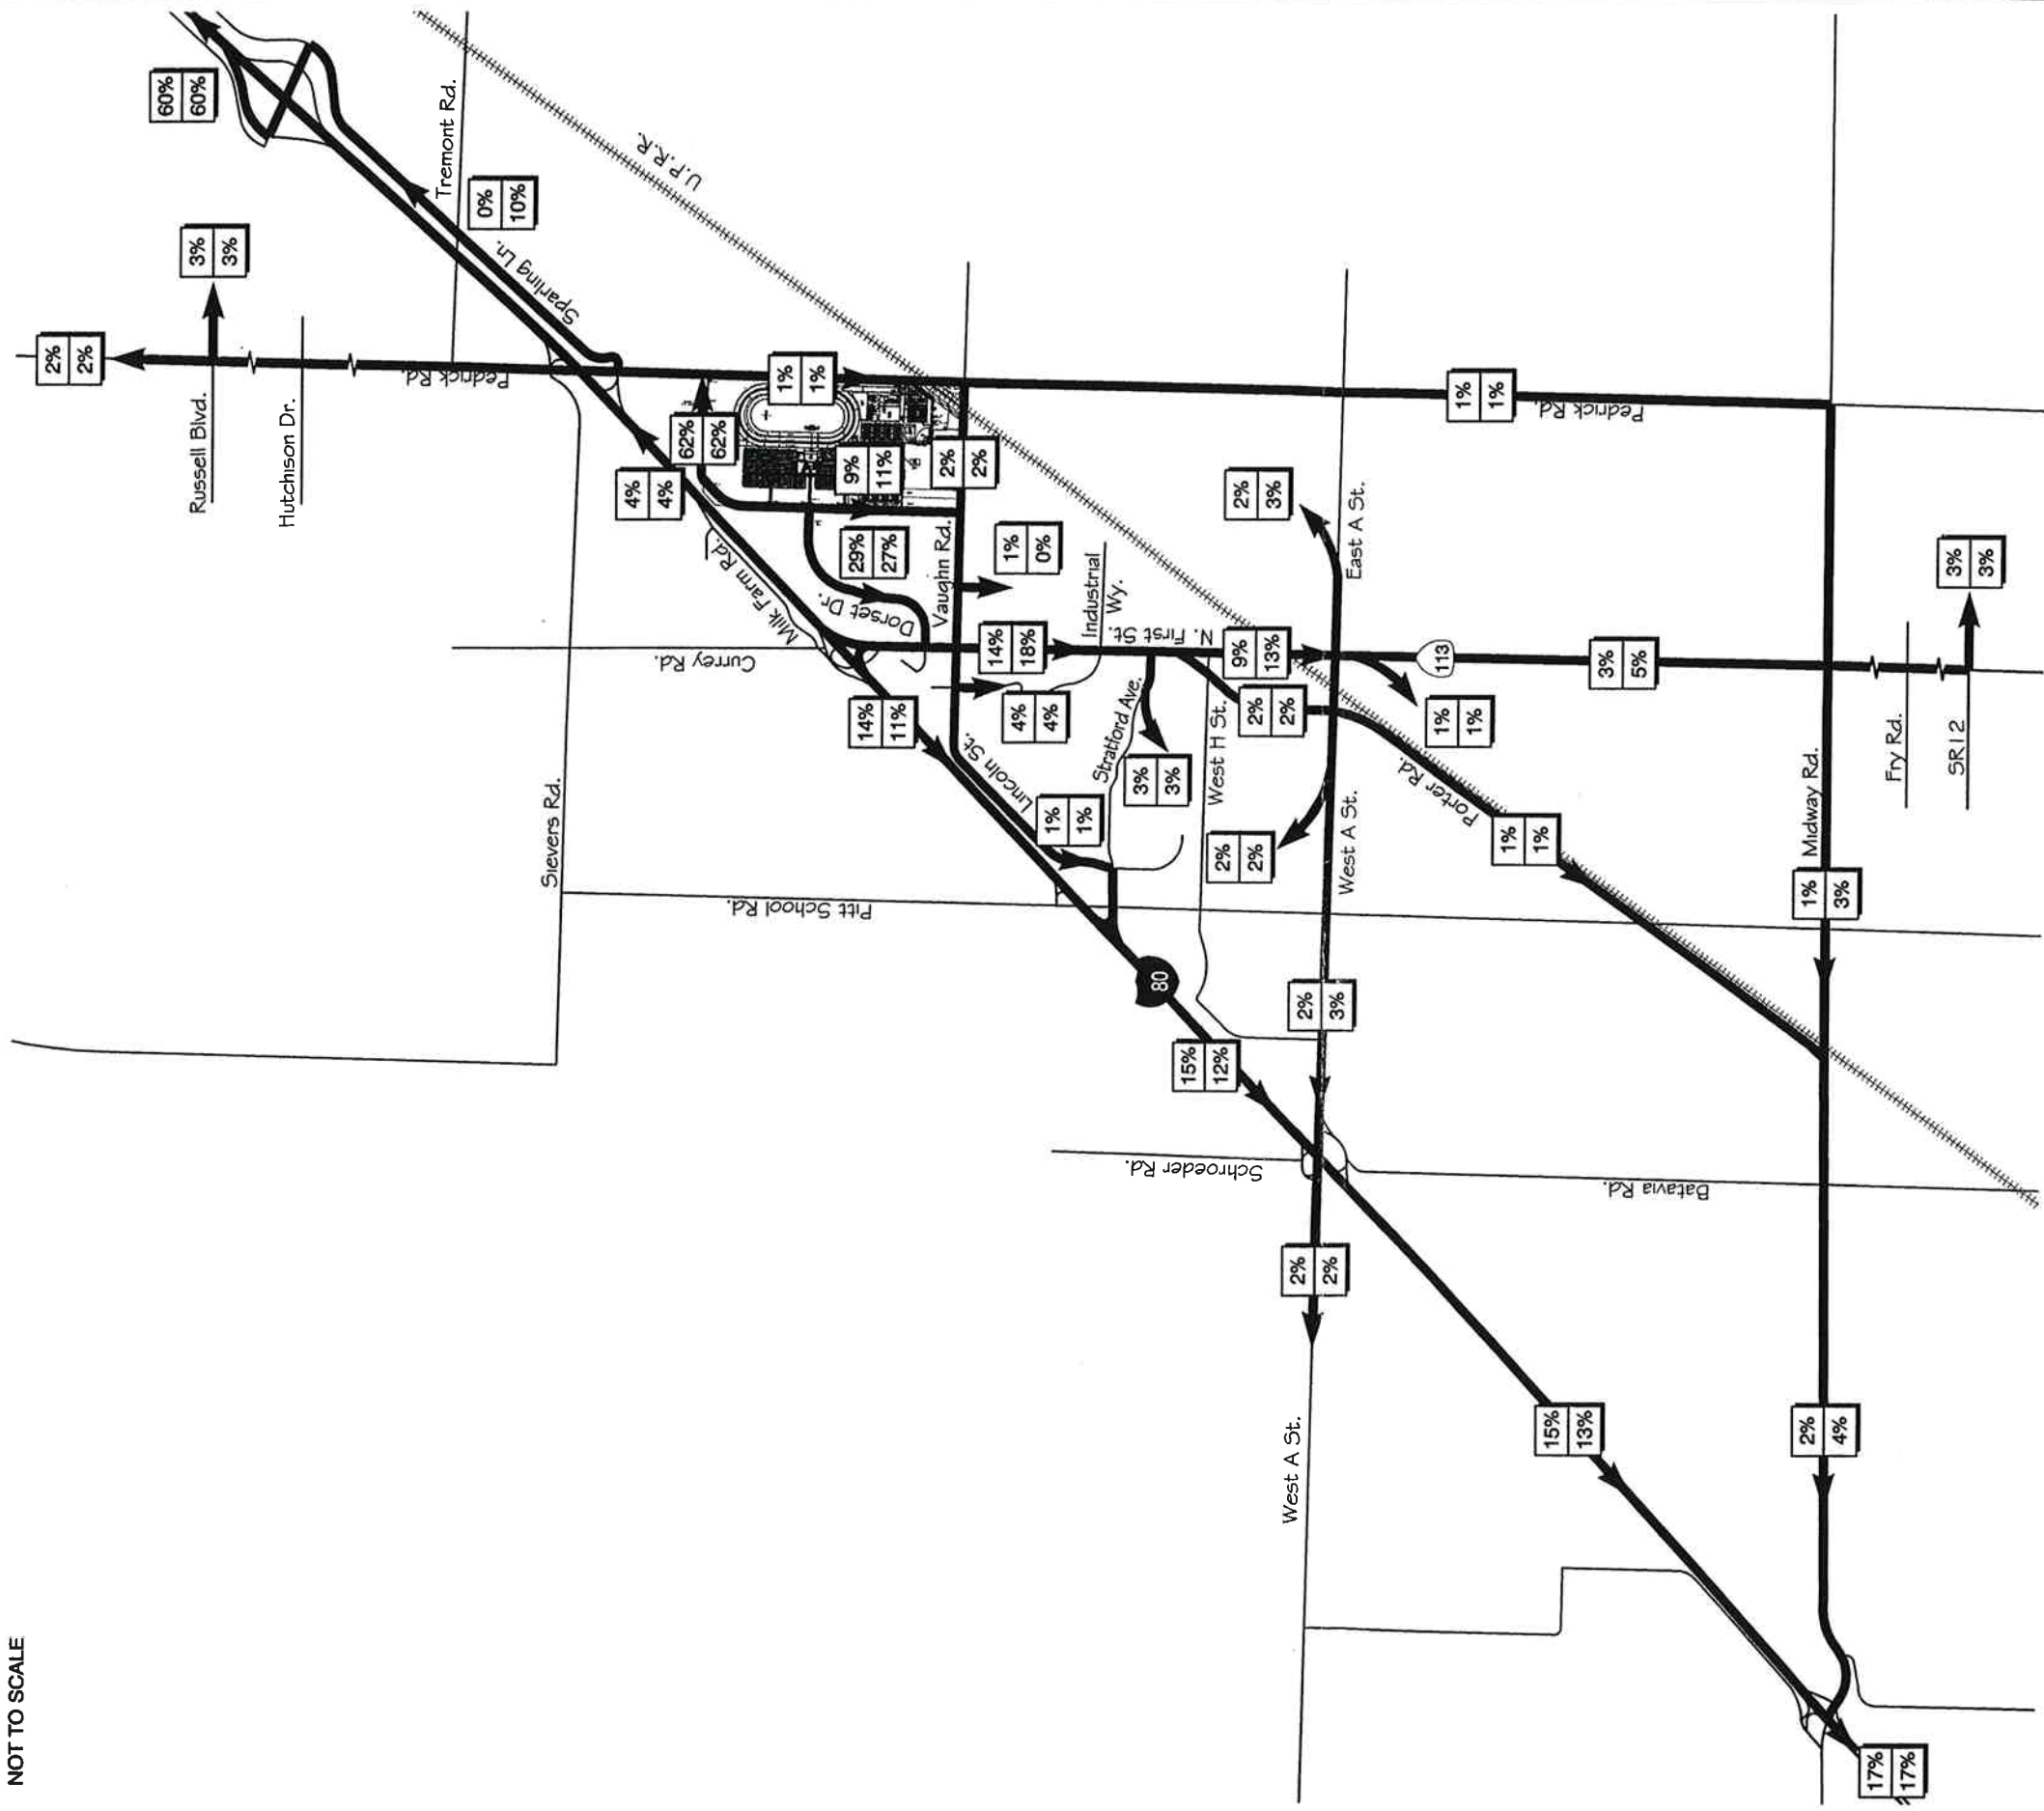 60%
60%
Tremont Rd.
U.P.R.R.
0%
10%
3%
3%
Sparling Ln.
2%
2%
Russell Blvd.
Hutchison Dr.
Pedrick Rd.
1%
1%
1%
1%
Pedrick Rd.
62%
62%
4%
4%
9%
11%
2%
2%
2%
3%
East A St.
29%
27%
1%
0%
3%
3%
Milk Farm Rd.
Dorset Dr.
Vaughn Rd.
Industrial
Wy.
N. First St.
Currey Rd.
14%
18%
9%
13%
113
3%
5%
14%
11%
4%
4%
2%
2%
1%
1%
Lincoln St.
Stratford Ave.
West H St.
Porter Rd.
Fry Rd.
SR12
3%
3%
1%
1%
2%
2%
West A St.
1%
1%
Midway Rd.
Sievers Rd.
Pitt School Rd.
1%
3%
80
2%
3%
15%
12%
Schroeder Rd.
Batavia Rd.
2%
2%
15%
13%
2%
4%
West A St.
17%
17%
NOT TO SCALE